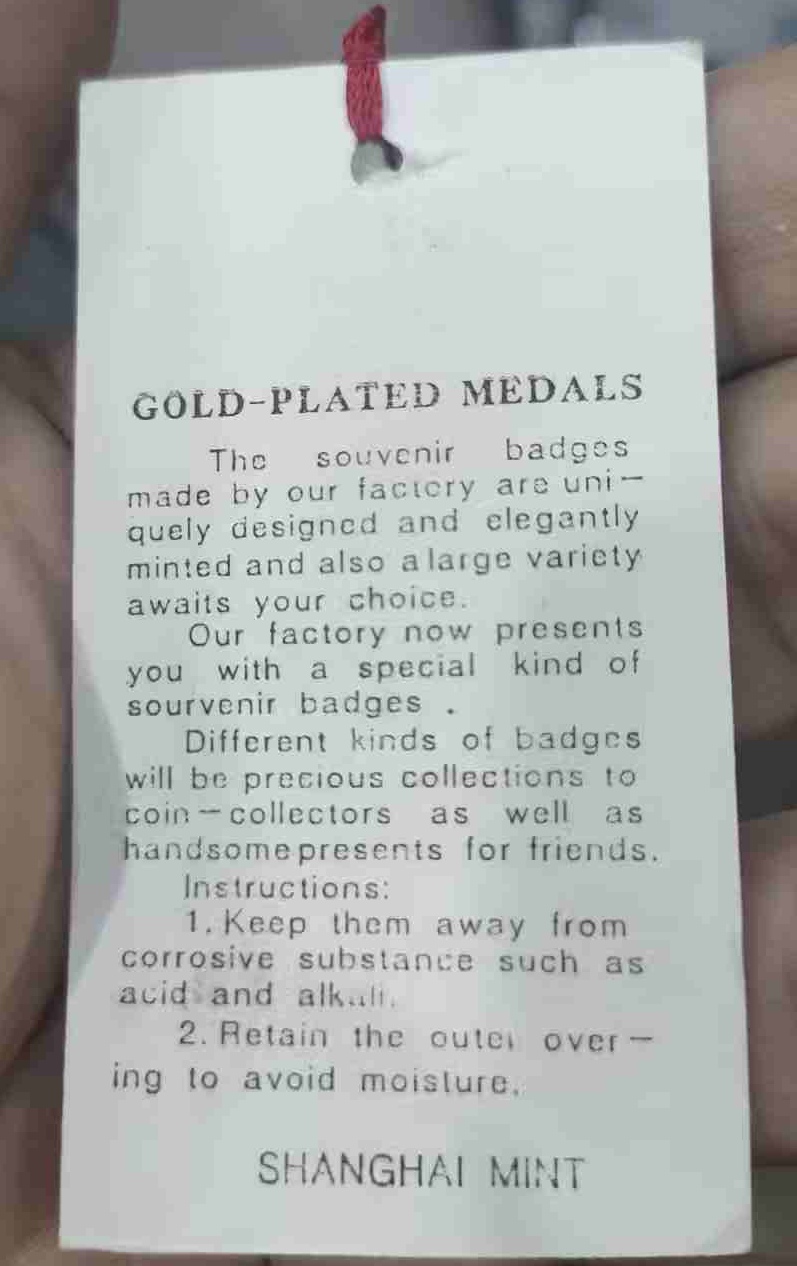 GOLD-PLATED MEDALS
The souvenir badges
made by our factory are uni-
quely designed and elegantly
minted and also a large variety
awaits your choice.
Our factory now presents
you with a special kind of
sourvenir badges .
Different kinds of badges
will be precious collections to
coin-collectors as well as
handsome presents for friends.
Instructions:
1. Keep them away from
corrosive substance such as
acid and alkali.
2. Retain the outer over-
ing to avoid moisture.
SHANGHAI MINT